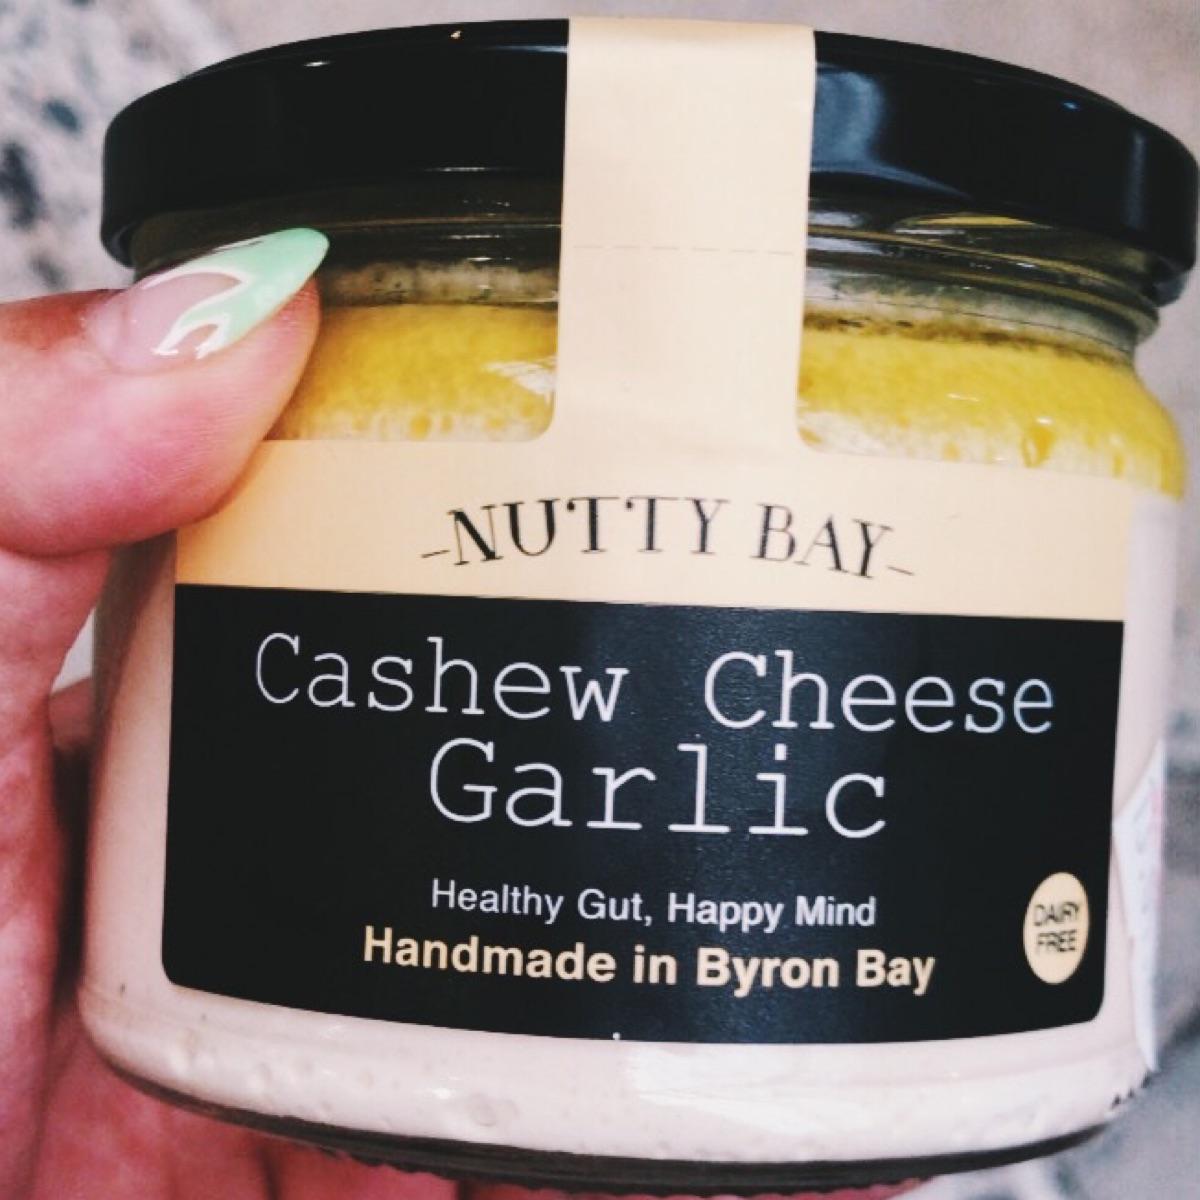 -NUTTY BAY-
Cashew Cheese
Garlic
Healthy Gut, Happy Mind
Handmade in Byron Bay
DAIRY
FREE